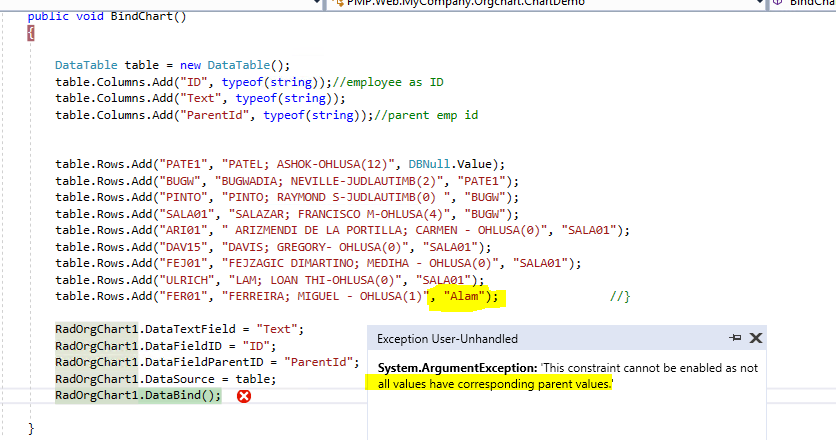 PMP.Web.MyCompany.Orgchart.ChartDemo
BindChar
public void BindChart()
{
DataTable table = new DataTable();
table.Columns.Add("ID", typeof(string));//employee as ID
table.Columns.Add("Text", typeof(string));
table.Columns.Add("ParentId", typeof(string));//parent emp id
table.Rows.Add("PATE1", "PATEL; ASHOK-OHLUSA(12)", DBNull.Value);
table.Rows.Add("BUGW", "BUGWADIA; NEVILLE-JUDLAUTIMB(2)", "PATE1");
table.Rows.Add("PINTO", "PINTO; RAYMOND S-JUDLAUTIMB(0) ", "BUGW");
table.Rows.Add("SALA01", "SALAZAR; FRANCISCO M-OHLUSA(4)", "BUGW");
table.Rows.Add("ARI01", " ARIZMENDI DE LA PORTILLA; CARMEN - OHLUSA(0)", "SALA01");
table.Rows.Add("DAV15", "DAVIS; GREGORY- OHLUSA(0)", "SALA01");
table.Rows.Add("FEJ01", "FEJZAGIC DIMARTINO; MEDIHA - OHLUSA(0)", "SALA01");
table.Rows.Add("ULRICH", "LAM; LOAN THI-OHLUSA(0)", "SALA01");
table.Rows.Add("FER01", "FERREIRA; MIGUEL - OHLUSA(1)", "Alam"); //}
RadOrgChart1.DataTextField = "Text";
RadOrgChart1.DataFieldID = "ID";
RadOrgChart1.DataFieldParentID = "ParentId";
RadOrgChart1.DataSource = table;
RadOrgChart1.DataBind();
}
Exception User-Unhandled
System.ArgumentException: 'This constraint cannot be enabled as not
all values have corresponding parent values.'